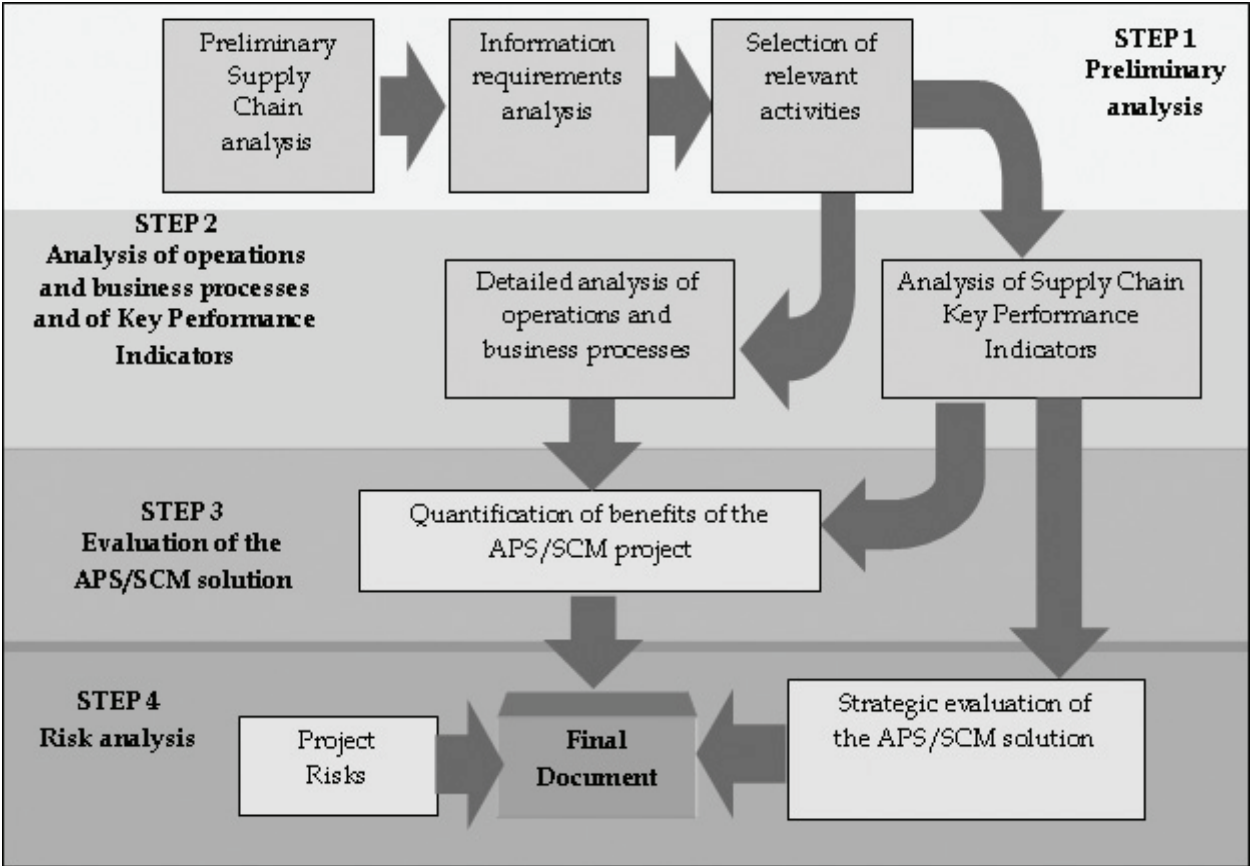 Preliminary
Supply
Chain
analysis
Information
requirements
analysis
Selection of
relevant
activities
STEP 1
Preliminary
analysis
STEP 2
Analysis of operations
and business processes
and of Key Performance
Indicators
Detailed analysis of
operations and
business processes
Analysis of Supply Chain
Key Performance
Indicators
STEP 3
Evaluation of the
APS/SCM solution
Quantification of benefits of the
APS/SCM project
STEP 4
Risk analysis
Project
Risks
Final
Document
Strategic evaluation of
the APS/SCM solution